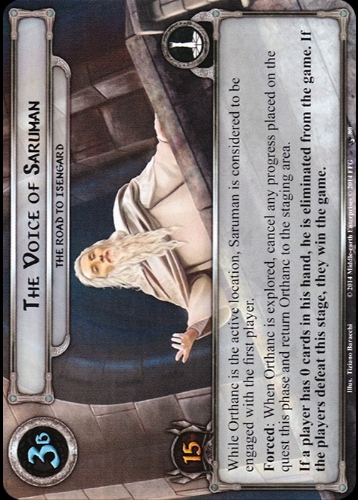 3B
THE VOICE OF SARUMAN
THE ROAD TO ISENGARD
15
While Orthanc is the active location, Saruman is considered to be
engaged with the first player.
Forced: When Orthanc is explored, cancel any progress placed on the
quest this phase and return Orthanc to the staging area.
If a player has 0 cards in his hand, he is eliminated from the game. If
the players defeat this stage, they win the game.
Illus. Tiziano Baracchi © 2014 Middle-earth Enterprises © 2014 FFG 80